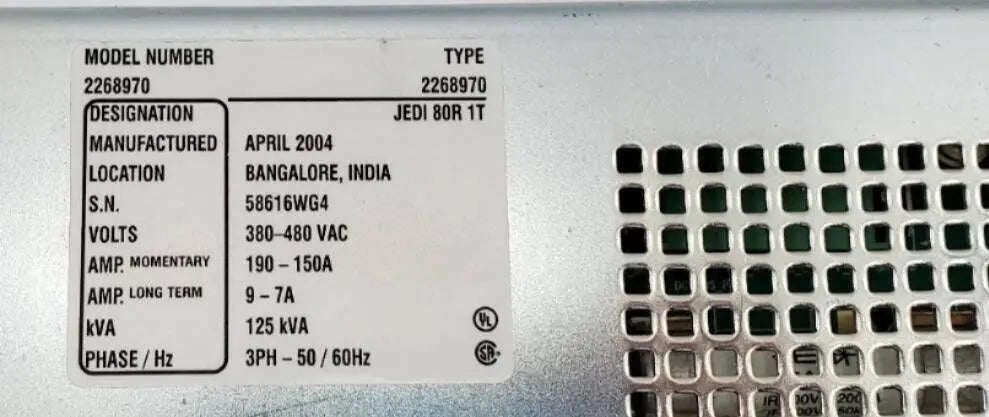 MODEL NUMBER TYPE
2268970 2268970
DESIGNATION JEDI 80R 1T
MANUFACTURED APRIL 2004
LOCATION BANGALORE, INDIA
S.N. 58616WG4
VOLTS 380-480 VAC
AMP. MOMENTARY 190 - 150A
AMP. LONG TERM 9 - 7A
kVA 125 kVA
PHASE / Hz 3PH - 50 / 60Hz
UL